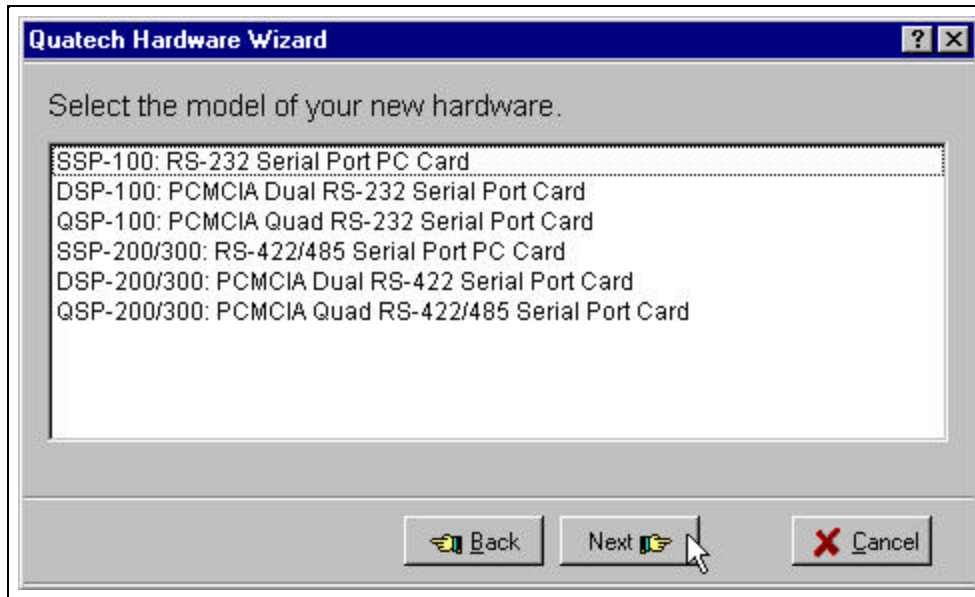 Quatech Hardware Wizard
Select the model of your new hardware.
SSP-100: RS-232 Serial Port PC Card
DSP-100: PCMCIA Dual RS-232 Serial Port Card
QSP-100: PCMCIA Quad RS-232 Serial Port Card
SSP-200/300: RS-422/485 Serial Port PC Card
DSP-200/300: PCMCIA Dual RS-422 Serial Port Card
QSP-200/300: PCMCIA Quad RS-422/485 Serial Port Card
Back Next Cancel